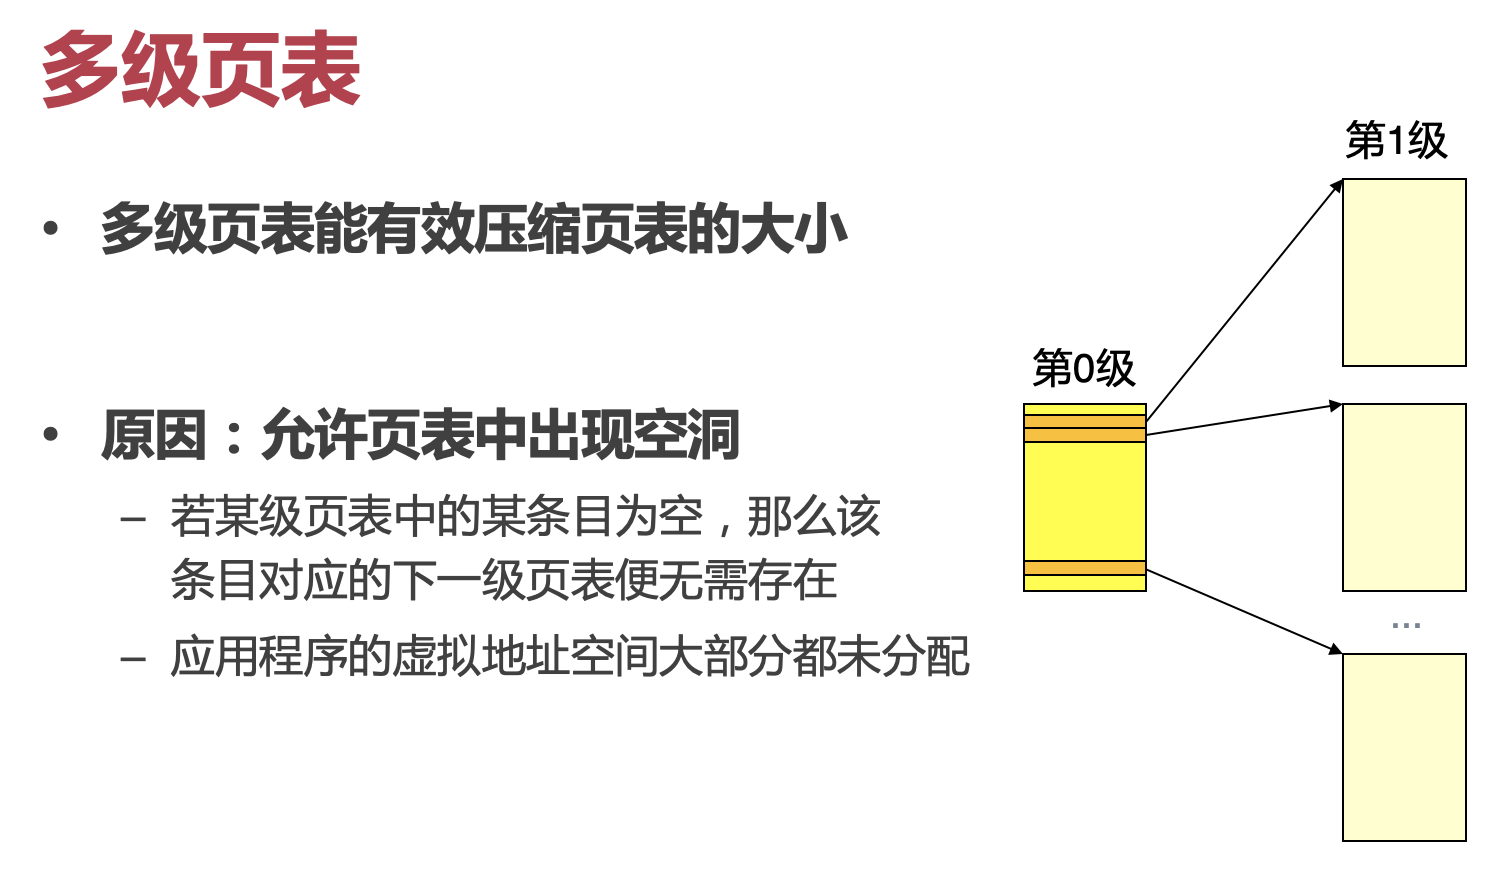 多级页表
• 多级页表能有效压缩页表的大小
• 原因：允许页表中出现空洞
– 若某级页表中的某条目为空，那么该
条目对应的下一级页表便无需存在
– 应用程序的虚拟地址空间大部分都未分配
第0级
第1级
...